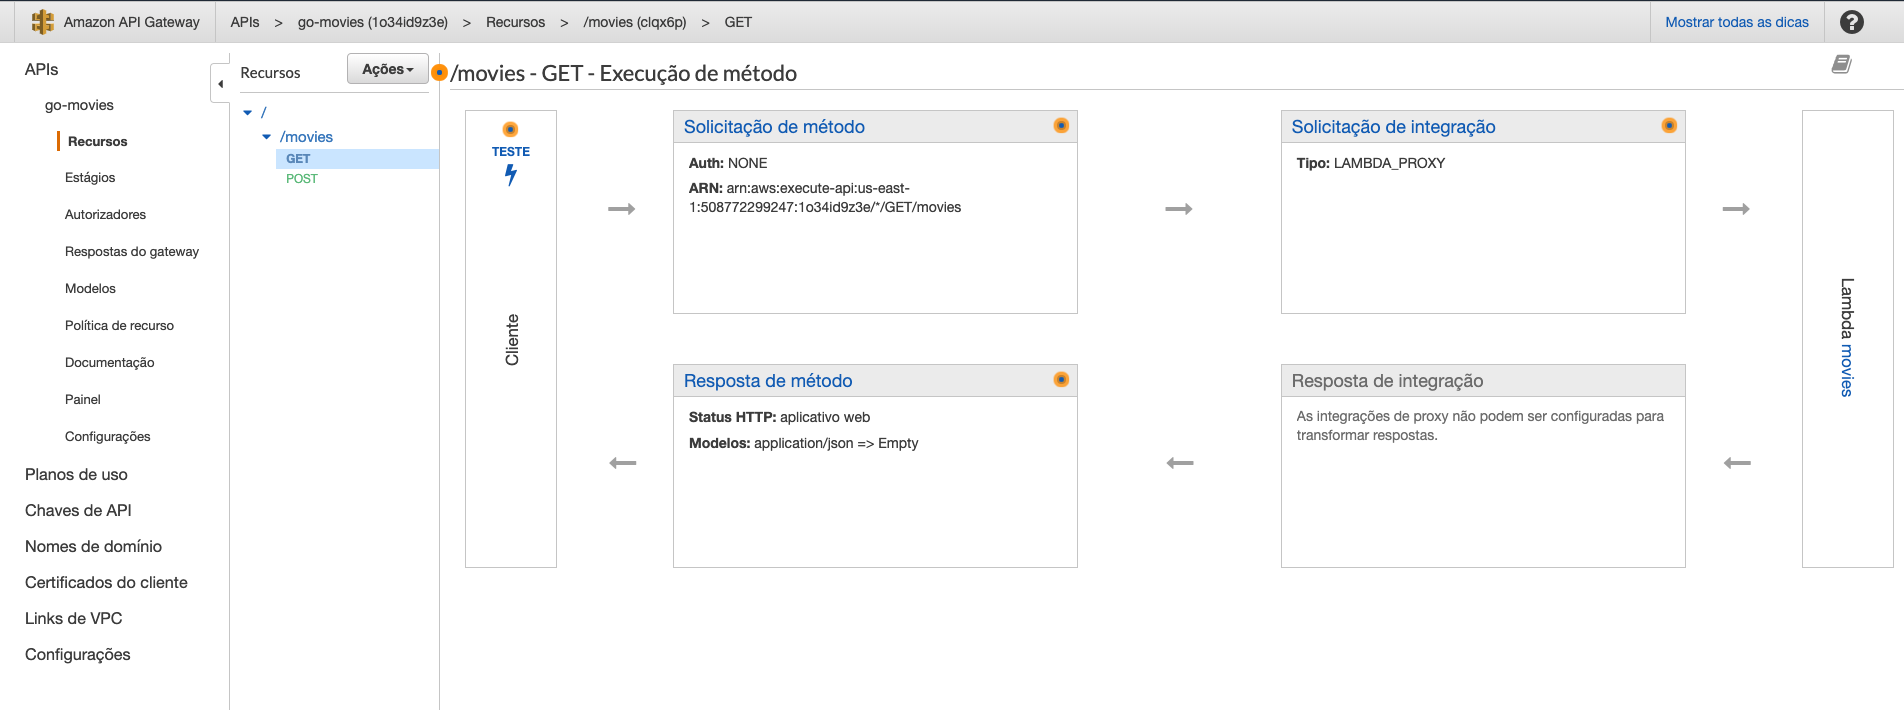 Amazon API Gateway
APIs > go-movies (1o34id9z3e) > Recursos > /movies (clqx6p) > GET
Mostrar todas as dicas
?
APIs
go-movies
Recursos
Estágios
Autorizadores
Respostas do gateway
Modelos
Política de recurso
Documentação
Painel
Configurações
Planos de uso
Chaves de API
Nomes de domínio
Certificados do cliente
Links de VPC
Configurações
Recursos
Ações
/
/movies
GET
POST
/movies - GET - Execução de método
TESTE
Cliente
Solicitação de método
Auth: NONE
ARN: arn:aws:execute-api:us-east-
1:508772299247:1o34id9z3e/*/GET/movies
Solicitação de integração
Tipo: LAMBDA_PROXY
Lambda movies
Resposta de método
Status HTTP: aplicativo web
Modelos: application/json => Empty
Resposta de integração
As integrações de proxy não podem ser configuradas para
transformar respostas.